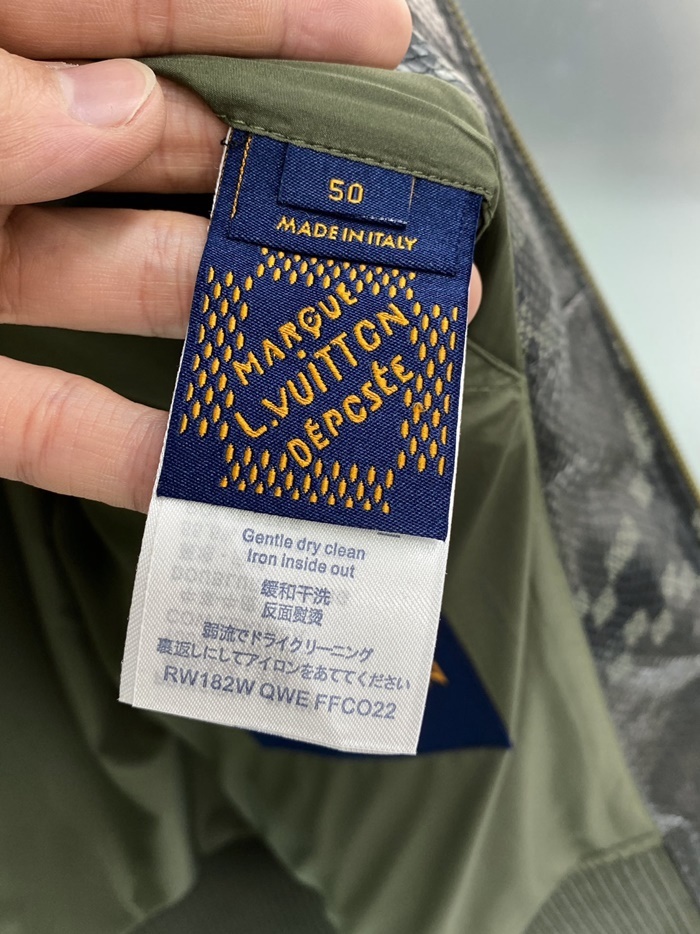 50
MADE IN ITALY
MARQUE
L.VUITTON
DÉPOSÉE
Gentle dry clean
Iron inside out
缓和干洗
反面熨烫
弱流でドライクリーニング
裏返しにしてアイロンをあててください
RW182W QWE FFCO22